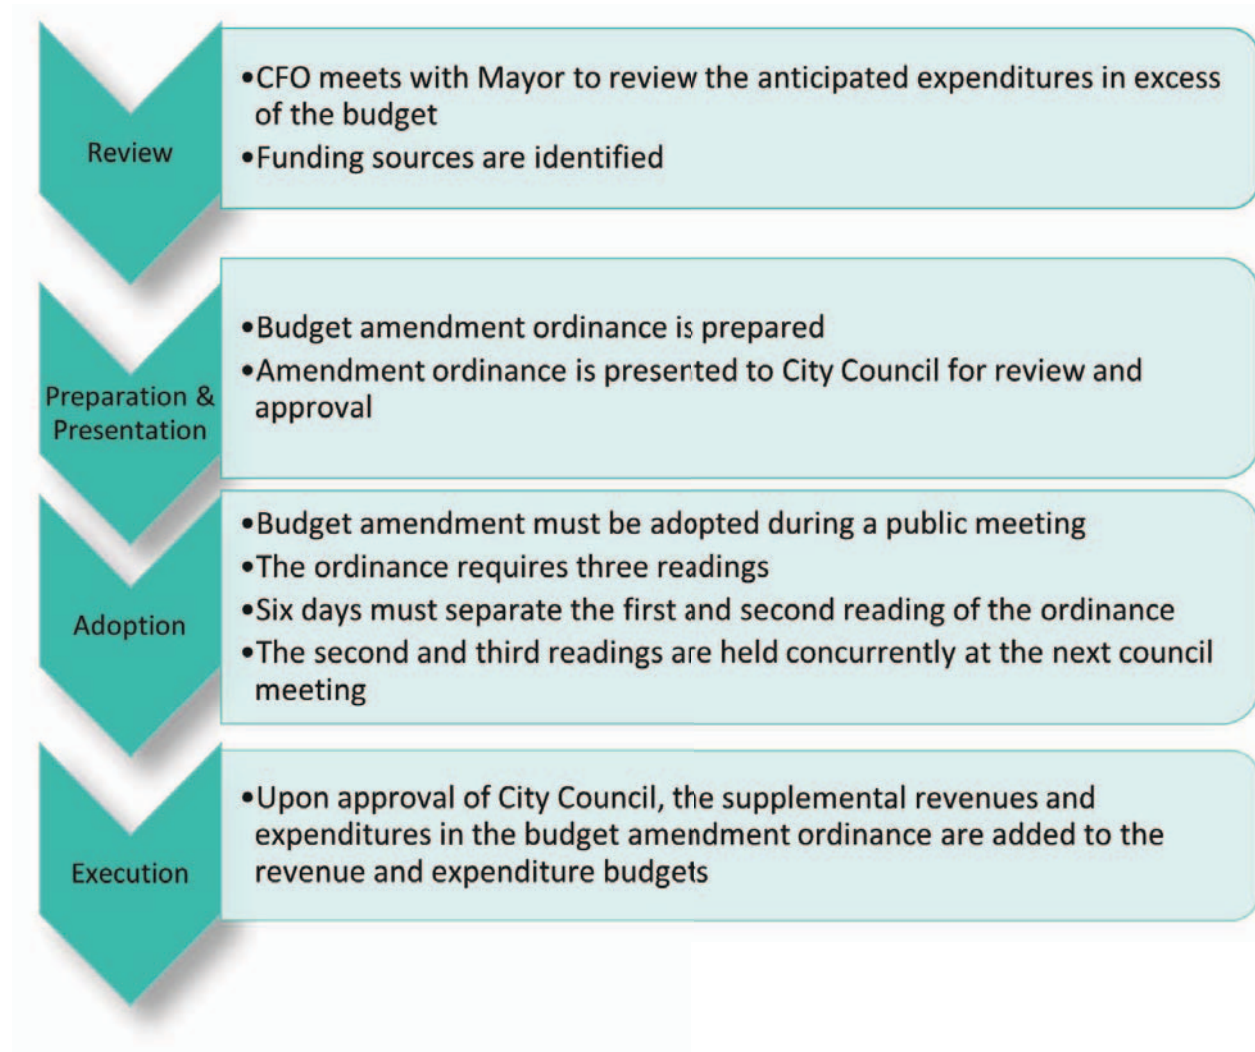 Review
•CFO meets with Mayor to review the anticipated expenditures in excess
of the budget
•Funding sources are identified
Preparation &
Presentation
•Budget amendment ordinance is prepared
•Amendment ordinance is presented to City Council for review and
approval
Adoption
•Budget amendment must be adopted during a public meeting
•The ordinance requires three readings
•Six days must separate the first and second reading of the ordinance
•The second and third readings are held concurrently at the next council
meeting
Execution
•Upon approval of City Council, the supplemental revenues and
expenditures in the budget amendment ordinance are added to the
revenue and expenditure budgets